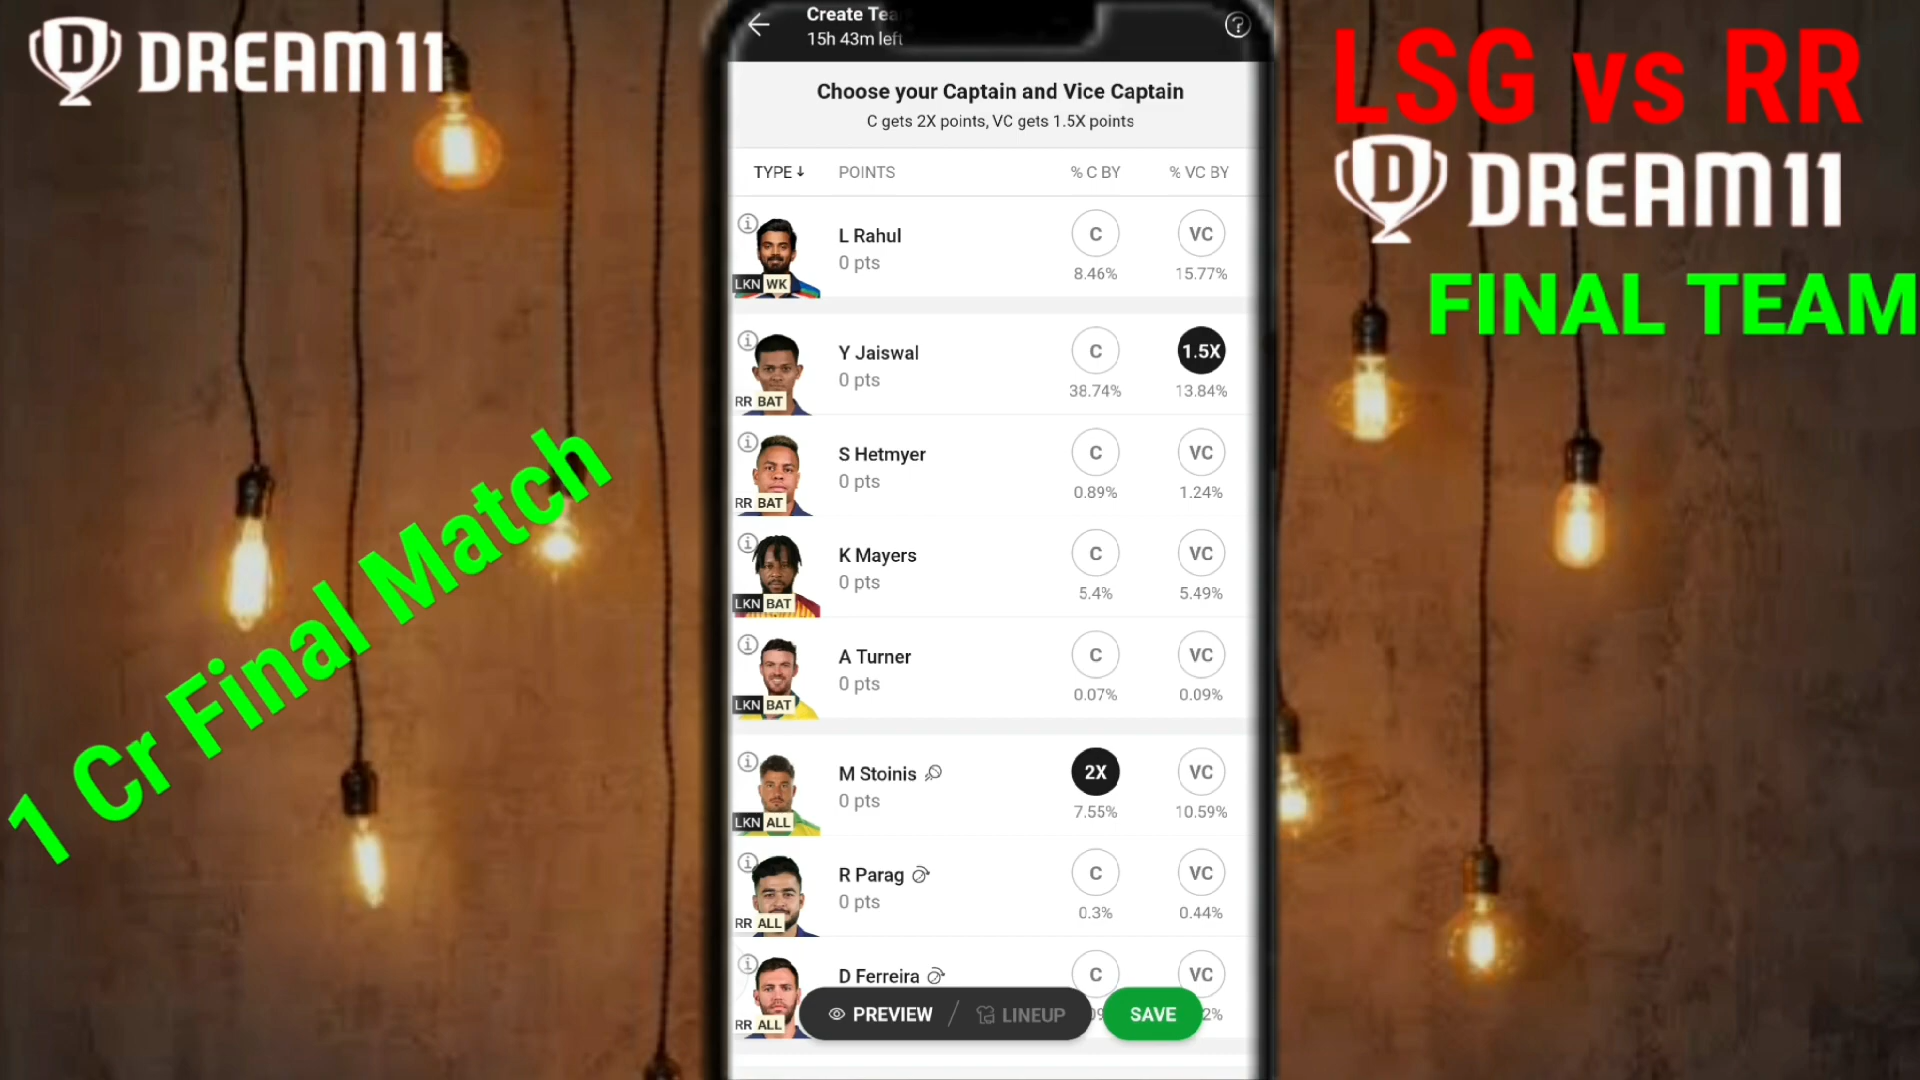 DREAM11
LSG vs RR
DREAM11
FINAL TEAM
1 Cr Final Match
Create Tea
15h 43m left
Choose your Captain and Vice Captain
C gets 2X points, VC gets 1.5X points
TYPE↓ POINTS % C BY % VC BY
L Rahul
0 pts
LKN WK
C VC
8.46% 15.77%
Y Jaiswal
0 pts
RR BAT
C 1.5X
38.74% 13.84%
S Hetmyer
0 pts
RR BAT
C VC
0.89% 1.24%
K Mayers
0 pts
LKN BAT
C VC
5.4% 5.49%
A Turner
0 pts
LKN BAT
C VC
0.07% 0.09%
M Stoinis
0 pts
LKN ALL
2X VC
7.55% 10.59%
R Parag
0 pts
RR ALL
C VC
0.3% 0.44%
D Ferreira
RR ALL
C VC
PREVIEW / LINEUP
SAVE